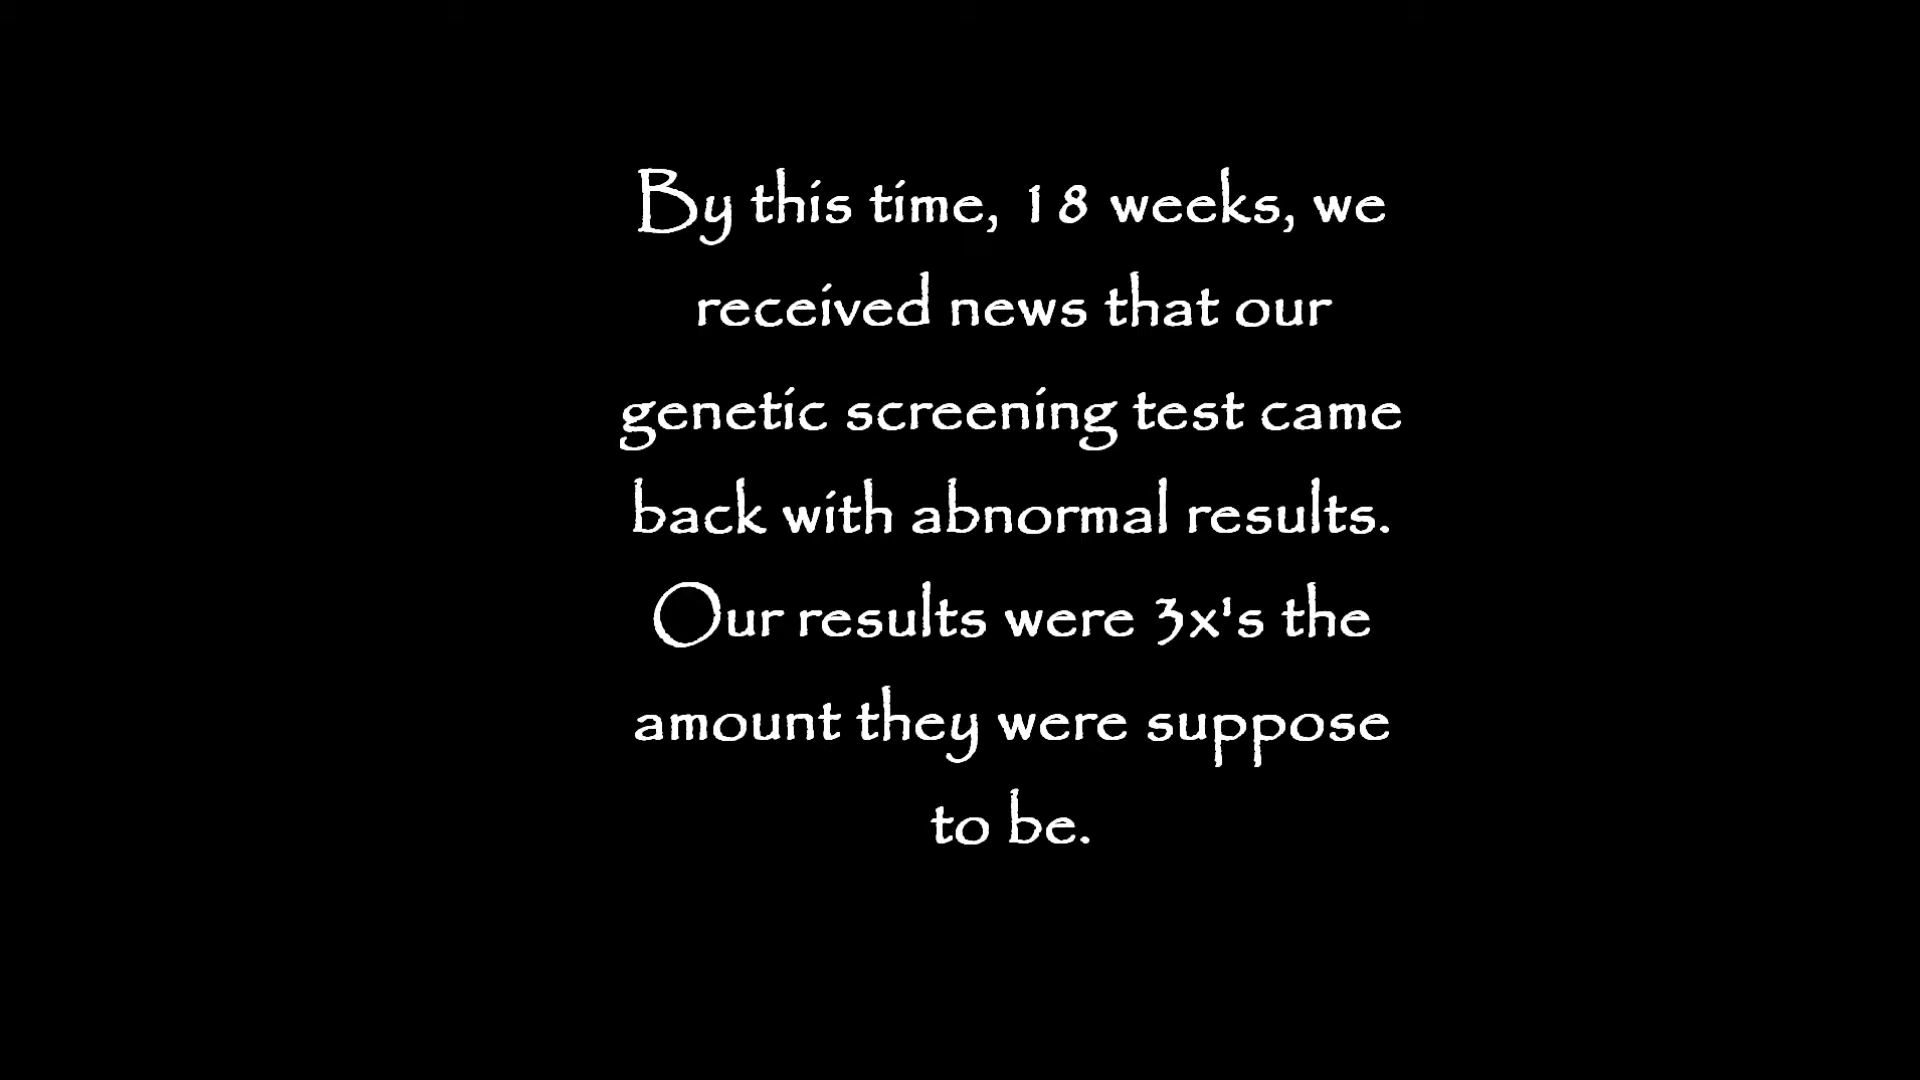 By this time, 18 weeks, we
received news that our
genetic screening test came
back with abnormal results.
Our results were 3x's the
amount they were suppose
to be.